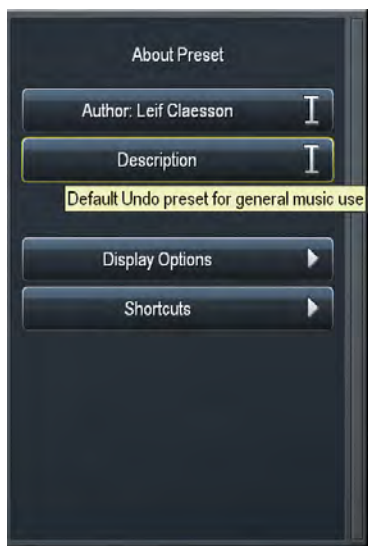 About Preset
Author: Leif Claesson
Description
Default Undo preset for general music use
Display Options
Shortcuts